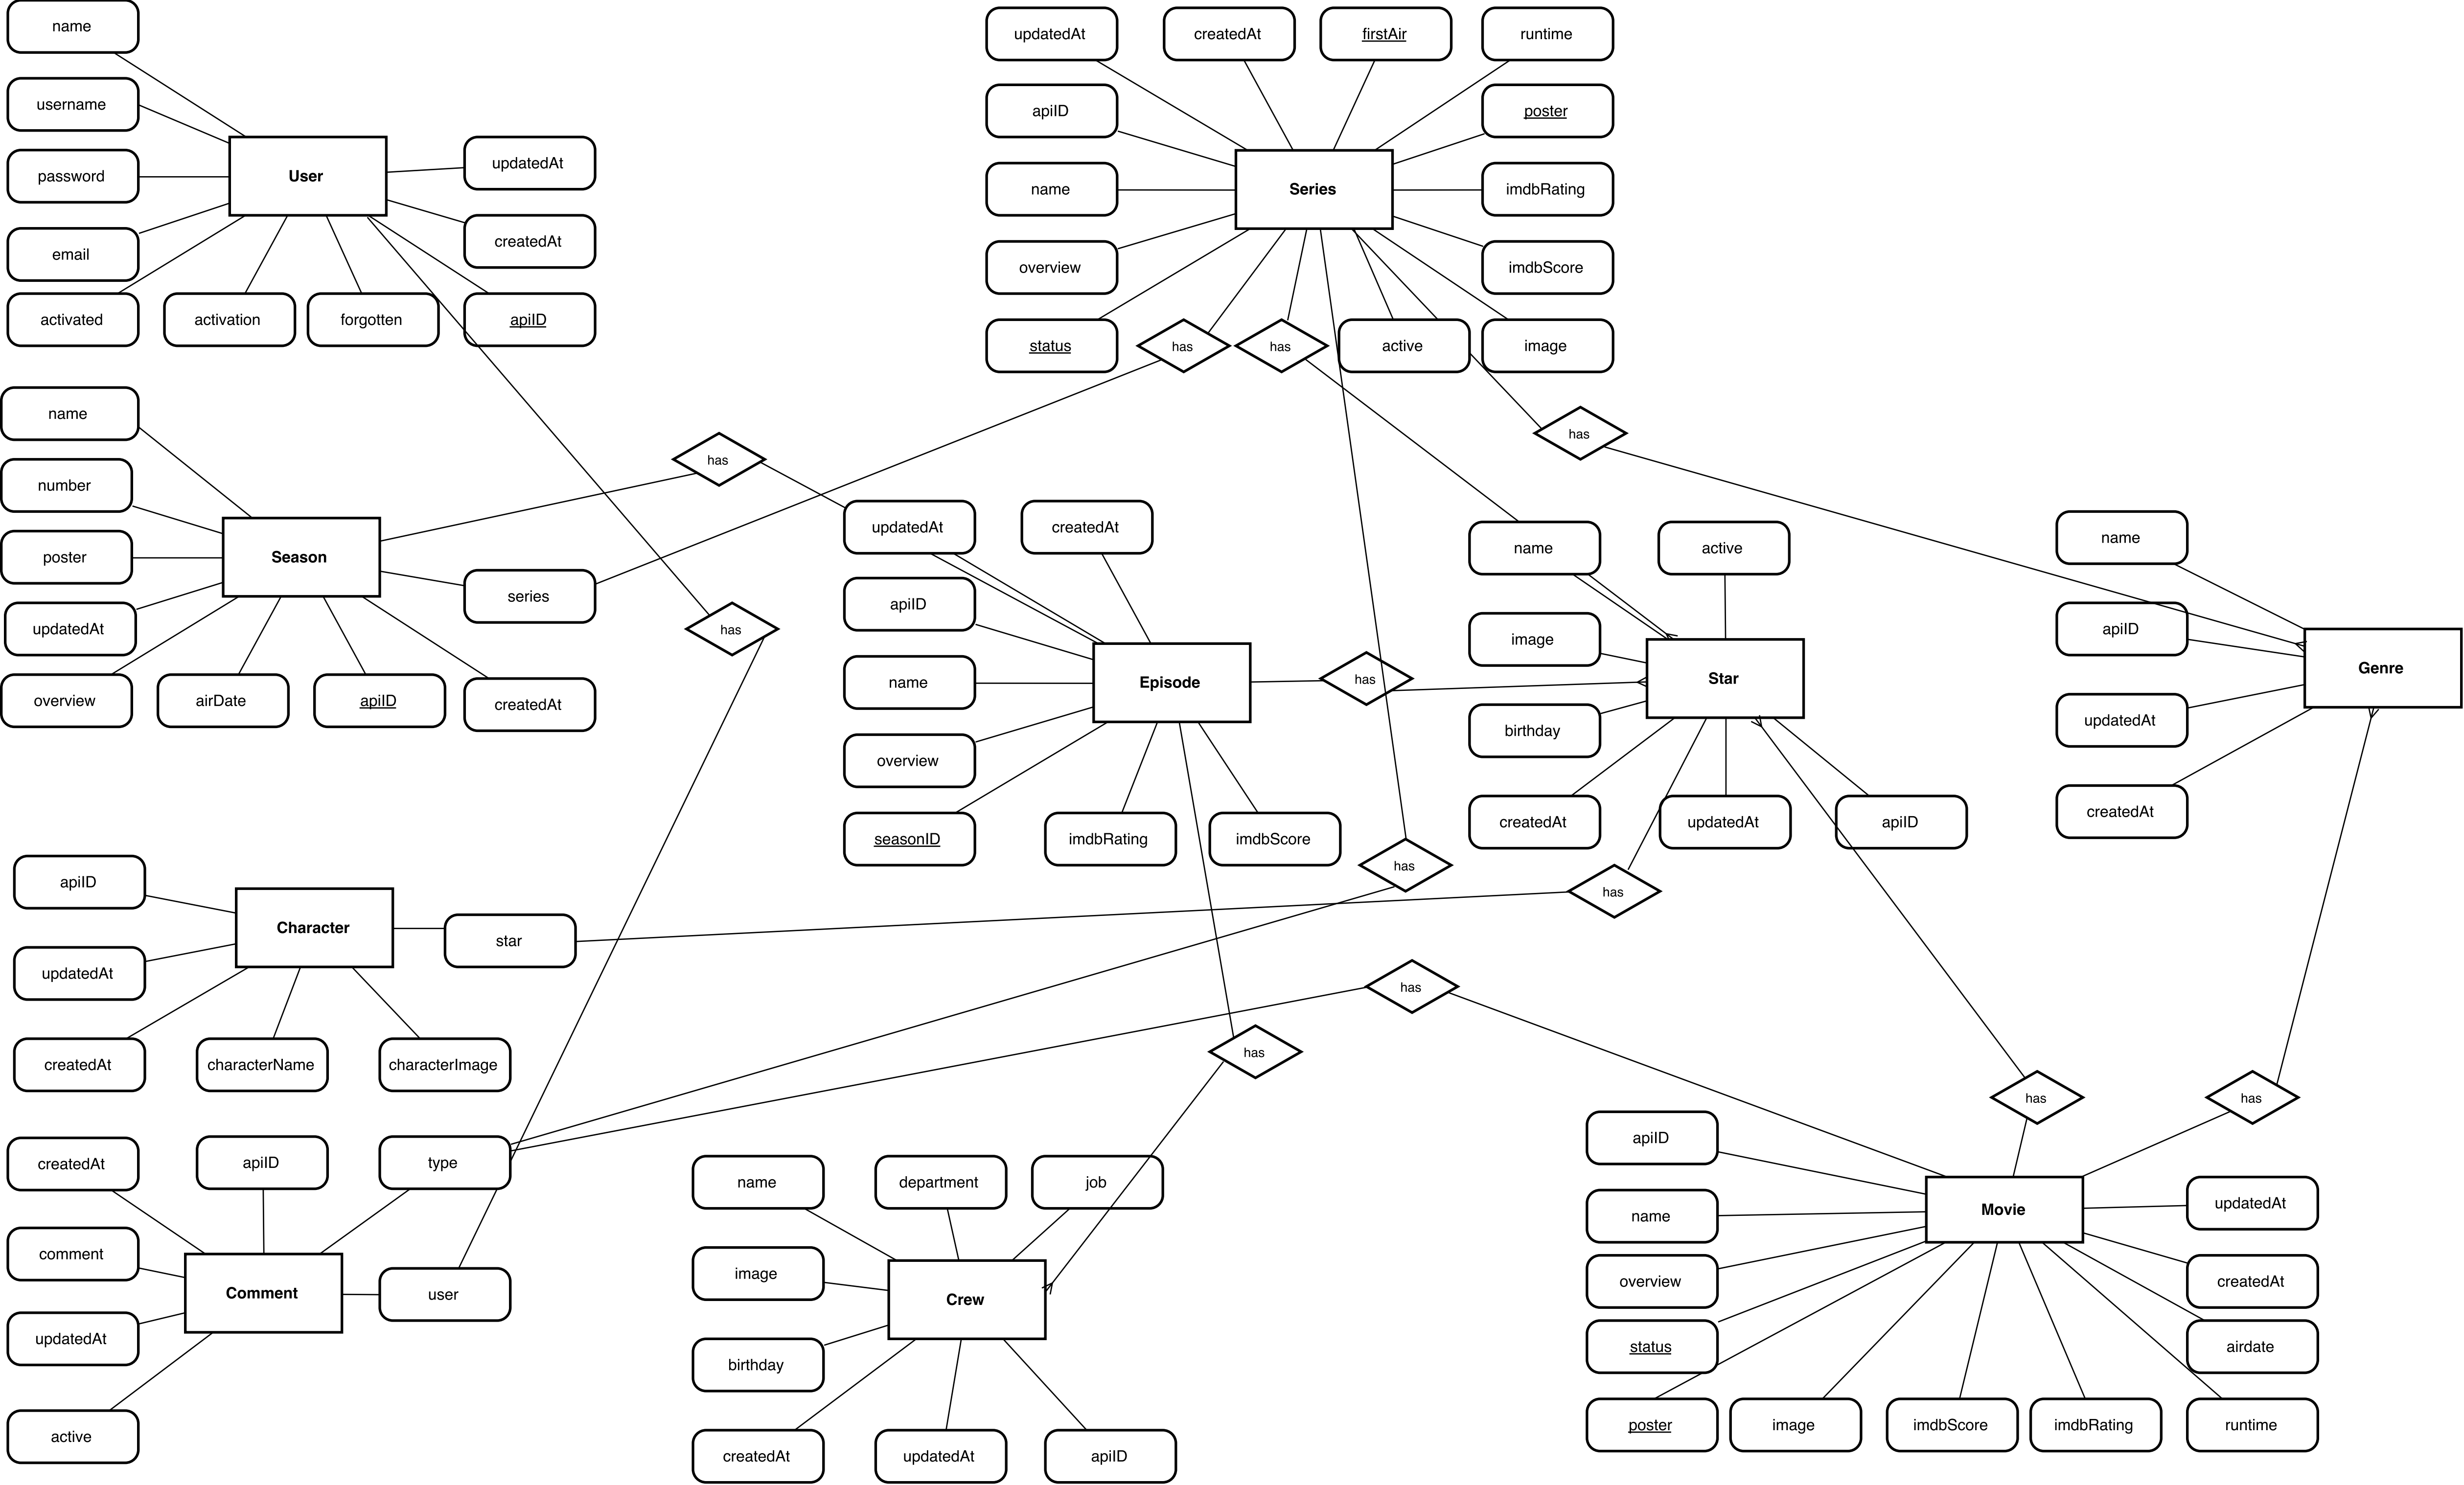 name
username
password
email
activated
activation
forgotten
apiID
createdAt
updatedAt
User
updatedAt
createdAt
firstAir
runtime
apiID
poster
name
Series
imdbRating
overview
imdbScore
status
has
has
active
image
has
name
number
poster
updatedAt
overview
airDate
apiID
createdAt
series
Season
has
has
updatedAt
createdAt
apiID
name
Episode
overview
seasonID
imdbRating
imdbScore
has
name
active
image
Star
birthday
createdAt
updatedAt
apiID
has
has
name
apiID
Genre
updatedAt
createdAt
apiID
Character
star
updatedAt
createdAt
characterName
characterImage
has
has
has
has
createdAt
apiID
type
comment
Comment
user
updatedAt
active
name
department
job
image
Crew
birthday
createdAt
updatedAt
apiID
apiID
name
Movie
updatedAt
overview
createdAt
status
airdate
poster
image
imdbScore
imdbRating
runtime